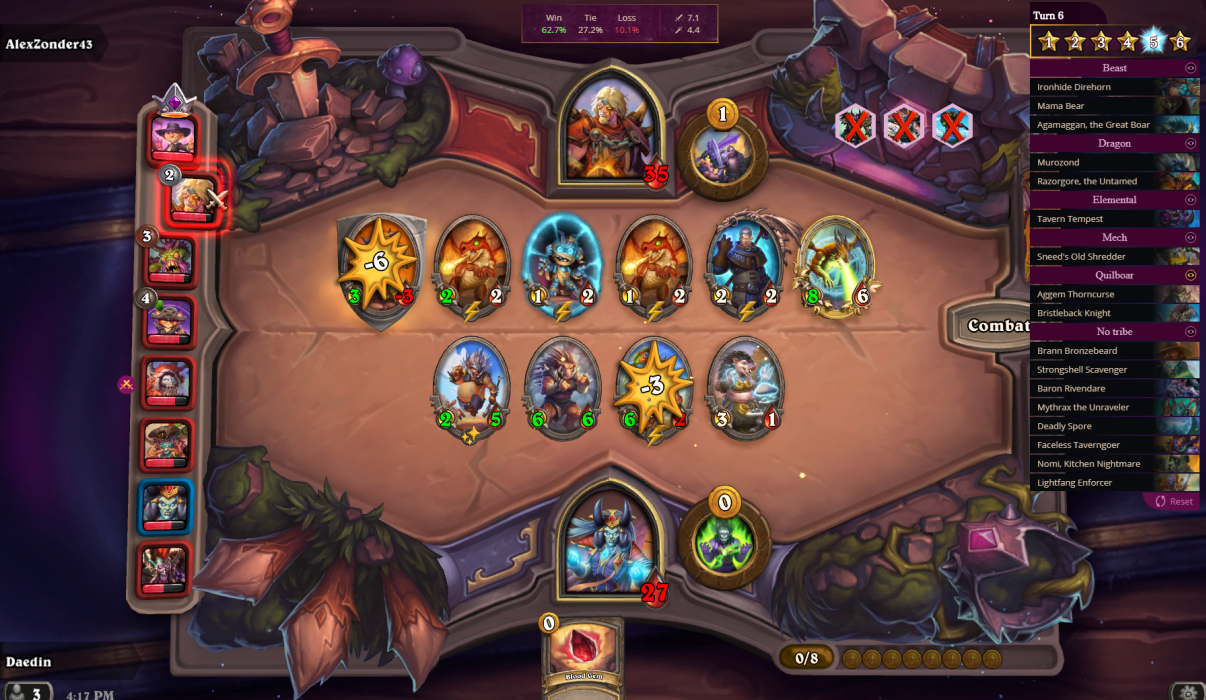 AlexZonder43
Win Tie Loss
62.7% 27.2% 10.1%
7.1
4.4
Turn 6
1 2 3 4 5 6
Beast
Ironhide Direhorn
Mama Bear
Agamaggan, the Great Boar
Dragon
Murozond
Razorgore, the Untamed
Elemental
Tavern Tempest
Mech
Sneed's Old Shredder
Quilboar
Aggem Thorncurse
Bristleback Knight
No tribe
Brann Bronzebeard
Strongshell Scavenger
Baron Rivendare
Mythrax the Unraveler
Deadly Spore
Faceless Taverngoer
Nomi, Kitchen Nightmare
Lightfang Enforcer
Reset
1
35
2
3
4
-6
3 -3 2 2 1 2 1 2 2 2 8 6
Combat
-3
2 5 6 6 6 2 3 1
0
27
0
Blood Gem
0/8
Daedin
3 4:17 PM